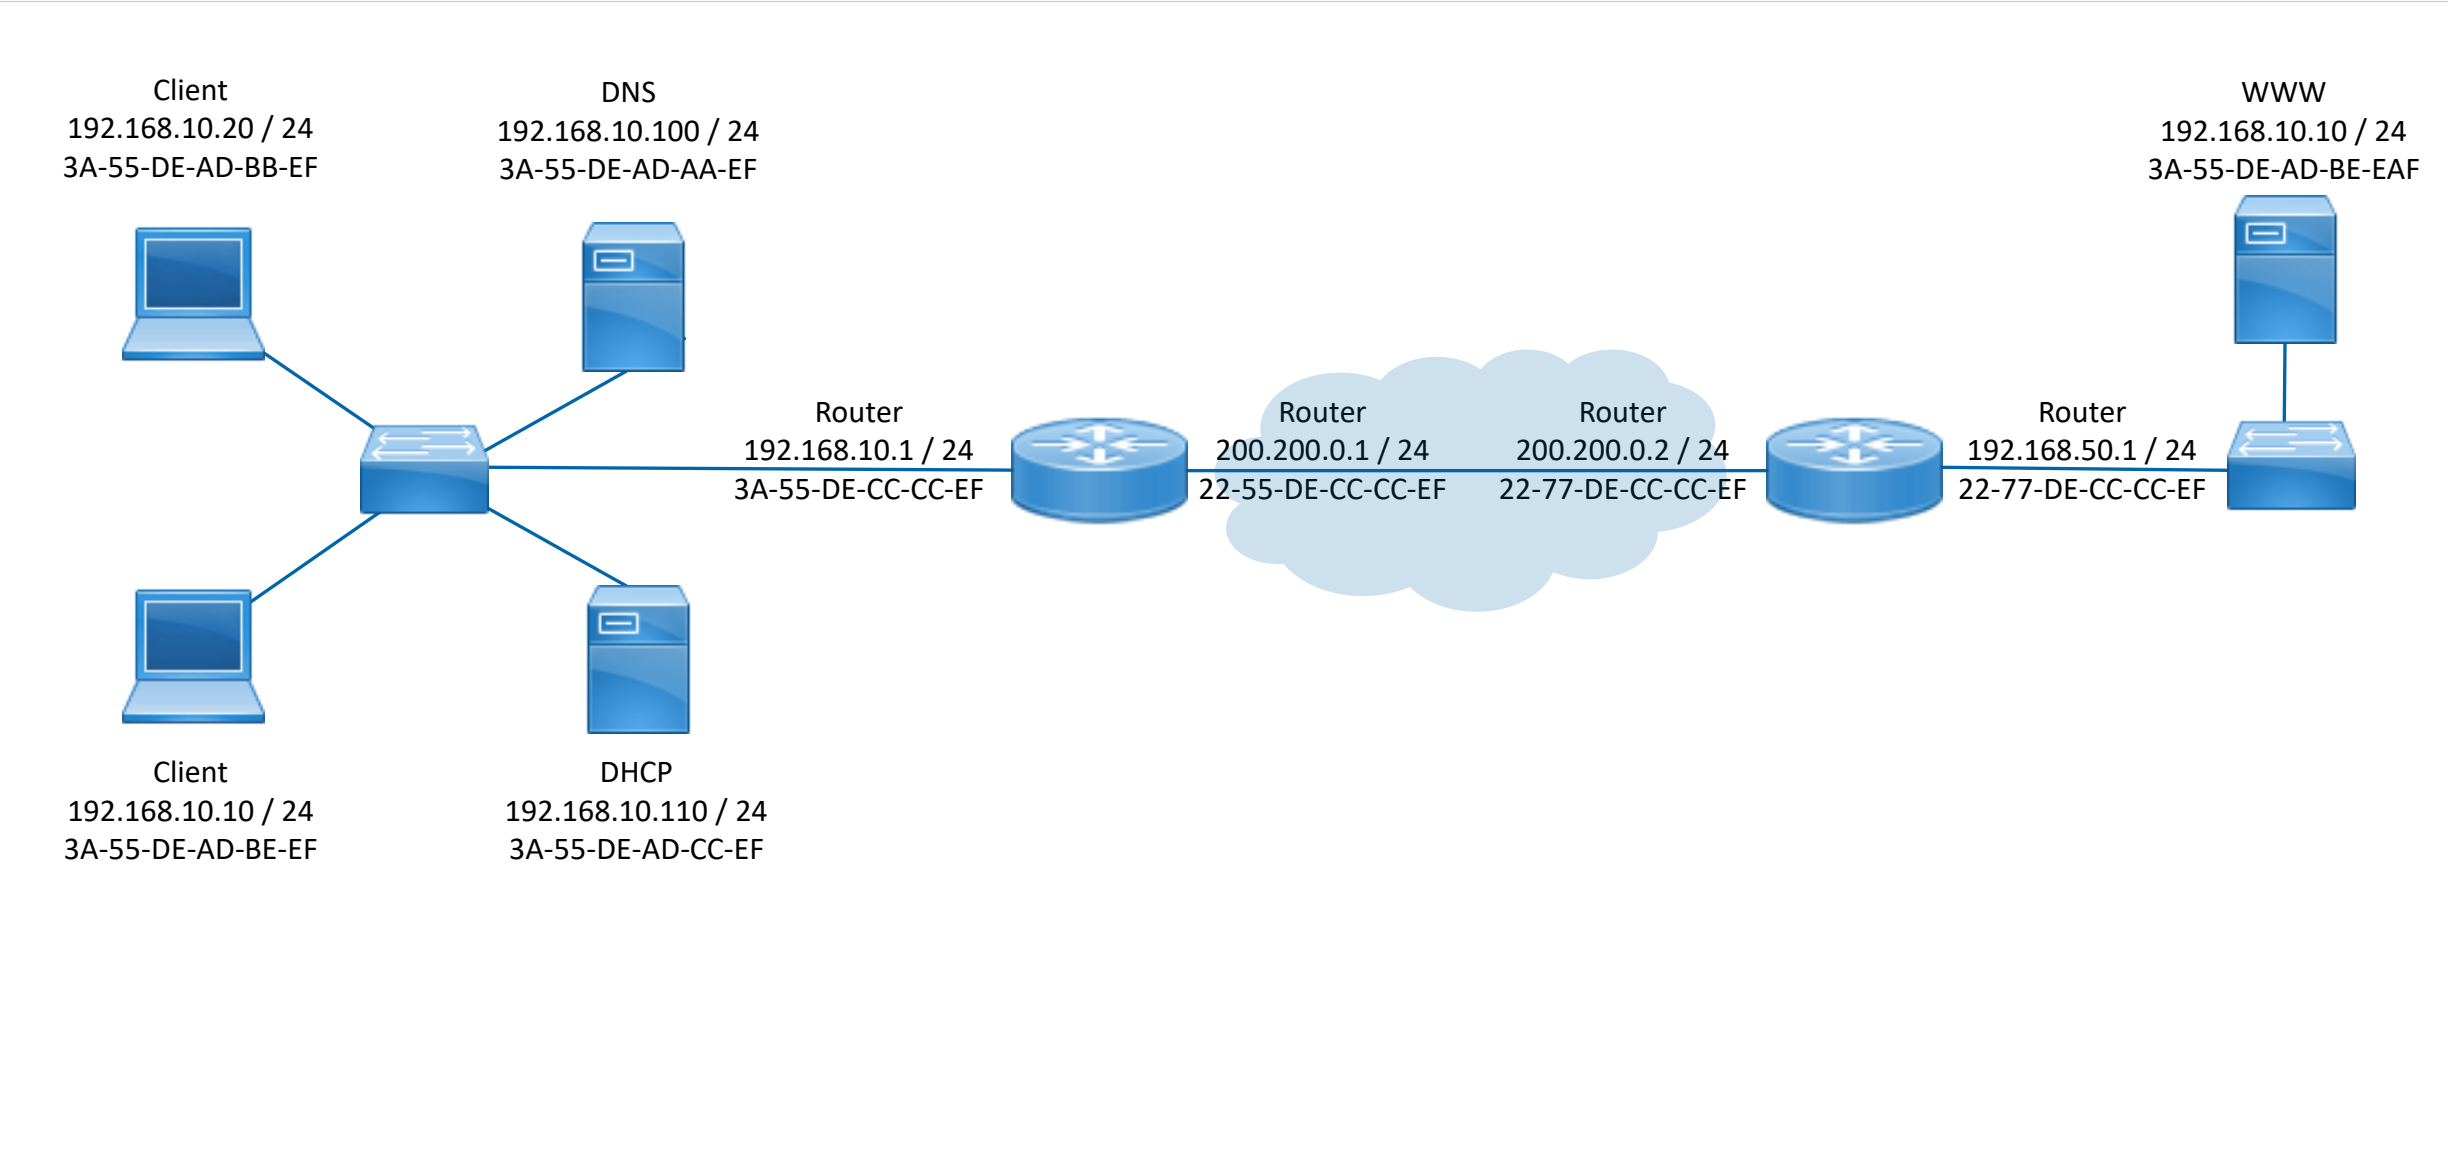 Client
192.168.10.20 / 24
3A-55-DE-AD-BB-EF
DNS
192.168.10.100 / 24
3A-55-DE-AD-AA-EF
WWW
192.168.10.10 / 24
3A-55-DE-AD-BE-EAF
Router
192.168.10.1 / 24
3A-55-DE-CC-CC-EF
Router
200.200.0.1 / 24
22-55-DE-CC-CC-EF
Router
200.200.0.2 / 24
22-77-DE-CC-CC-EF
Router
192.168.50.1 / 24
22-77-DE-CC-CC-EF
Client
192.168.10.10 / 24
3A-55-DE-AD-BE-EF
DHCP
192.168.10.110 / 24
3A-55-DE-AD-CC-EF